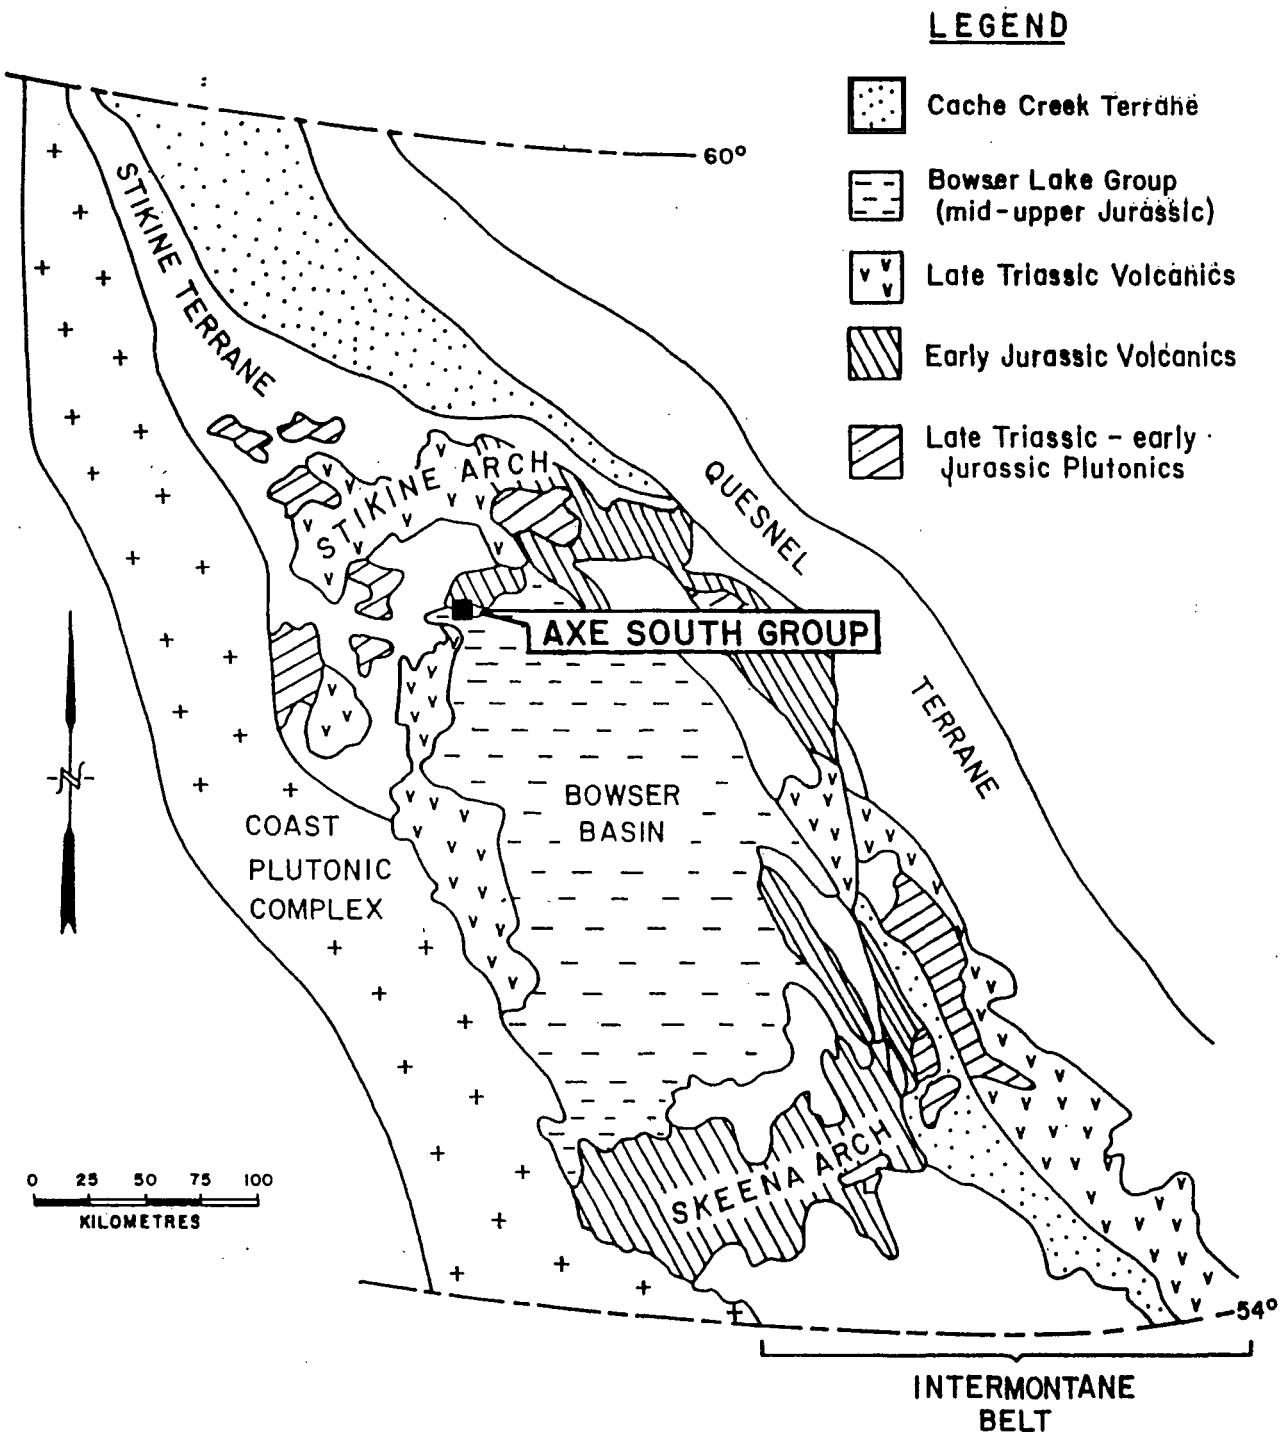 LEGEND
Cache Creek Terrane
Bowser Lake Group
(mid-upper Jurassic)
Late Triassic Volcanics
Early Jurassic Volcanics
Late Triassic - early
Jurassic Plutonics
60°
STIKINE TERRANE
STIKINE ARCH
QUESNEL
TERRANE
AXE SOUTH GROUP
BOWSER
BASIN
COAST
PLUTONIC
COMPLEX
N
SKEENA ARCH
0 25 50 75 100
KILOMETRES
54°
INTERMONTANE
BELT